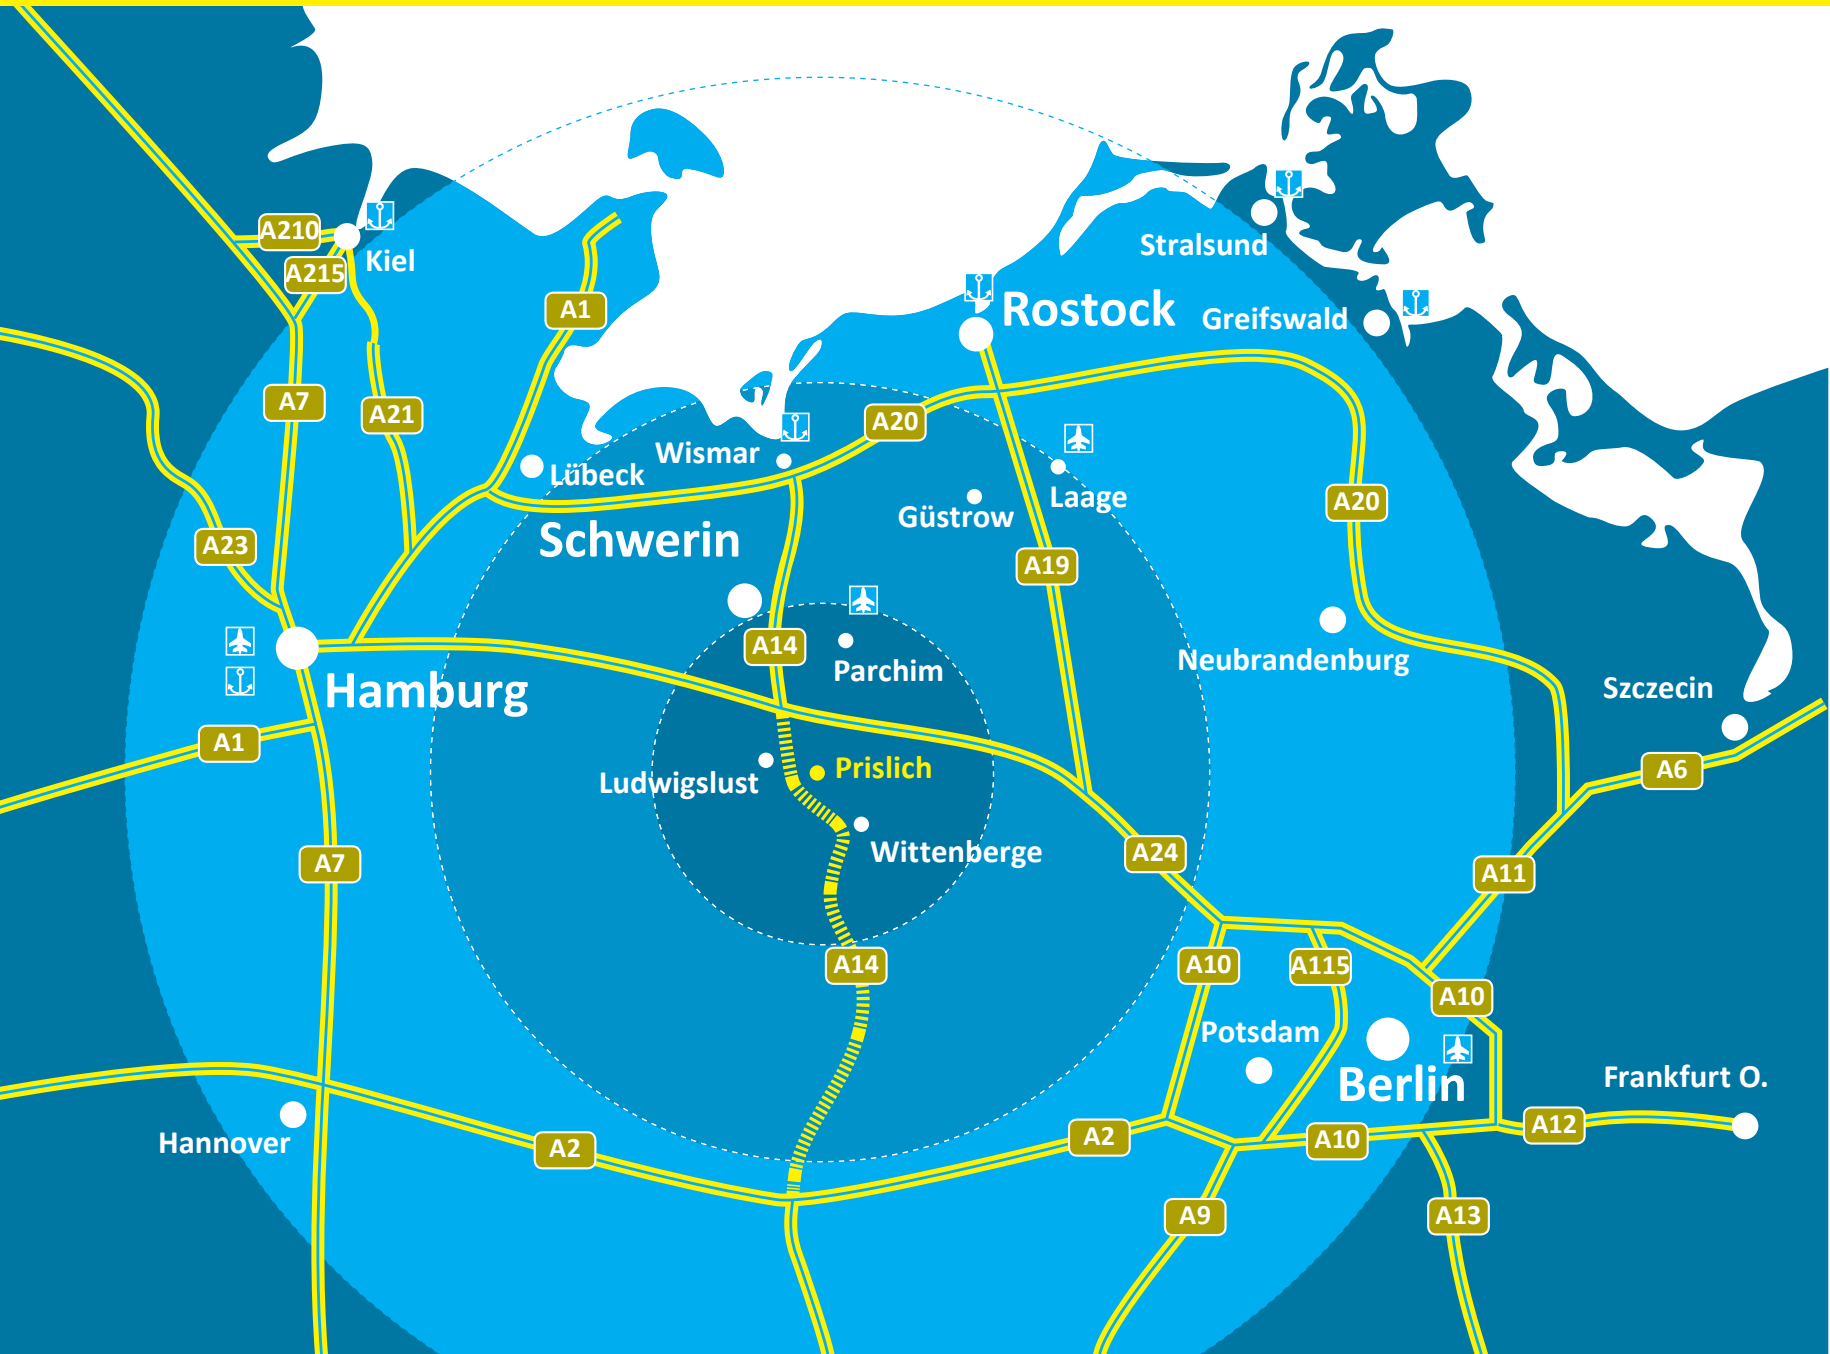 A210
Kiel
A215
Stralsund
A1
Rostock
Greifswald
A7
A21
A20
Wismar
Lübeck
Laage
Güstrow
A20
Schwerin
A23
A19
A14
Parchim
Neubrandenburg
Hamburg
Szczecin
A1
Prislich
A6
Ludwigslust
Wittenberge
A24
A7
A11
A14
A10
A115
A10
Potsdam
Berlin
Frankfurt O.
Hannover
A2
A2
A10
A12
A9
A13